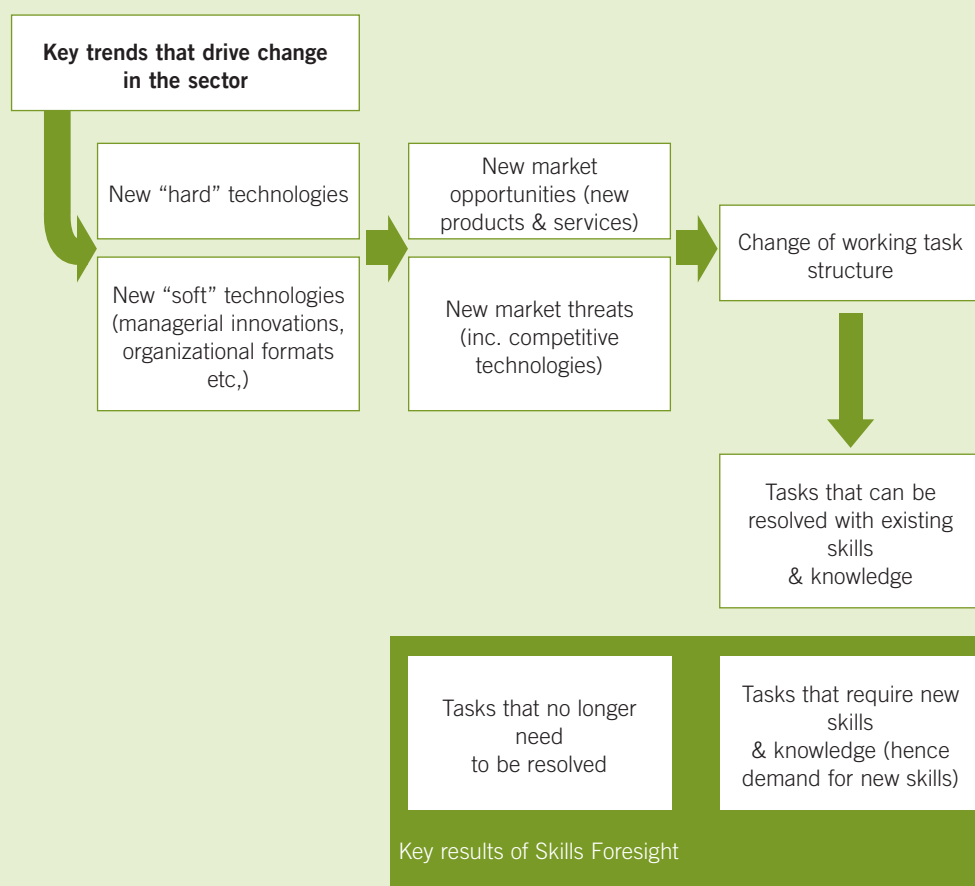 Key trends that drive change
in the sector
New “hard” technologies
New “soft” technologies
(managerial innovations,
organizational formats
etc,)
New market
opportunities (new
products & services)
New market threats
(inc. competitive
technologies)
Change of working task
structure
Tasks that can be
resolved with existing
skills
& knowledge
Tasks that no longer
need
to be resolved
Tasks that require new
skills
& knowledge (hence
demand for new skills)
Key results of Skills Foresight